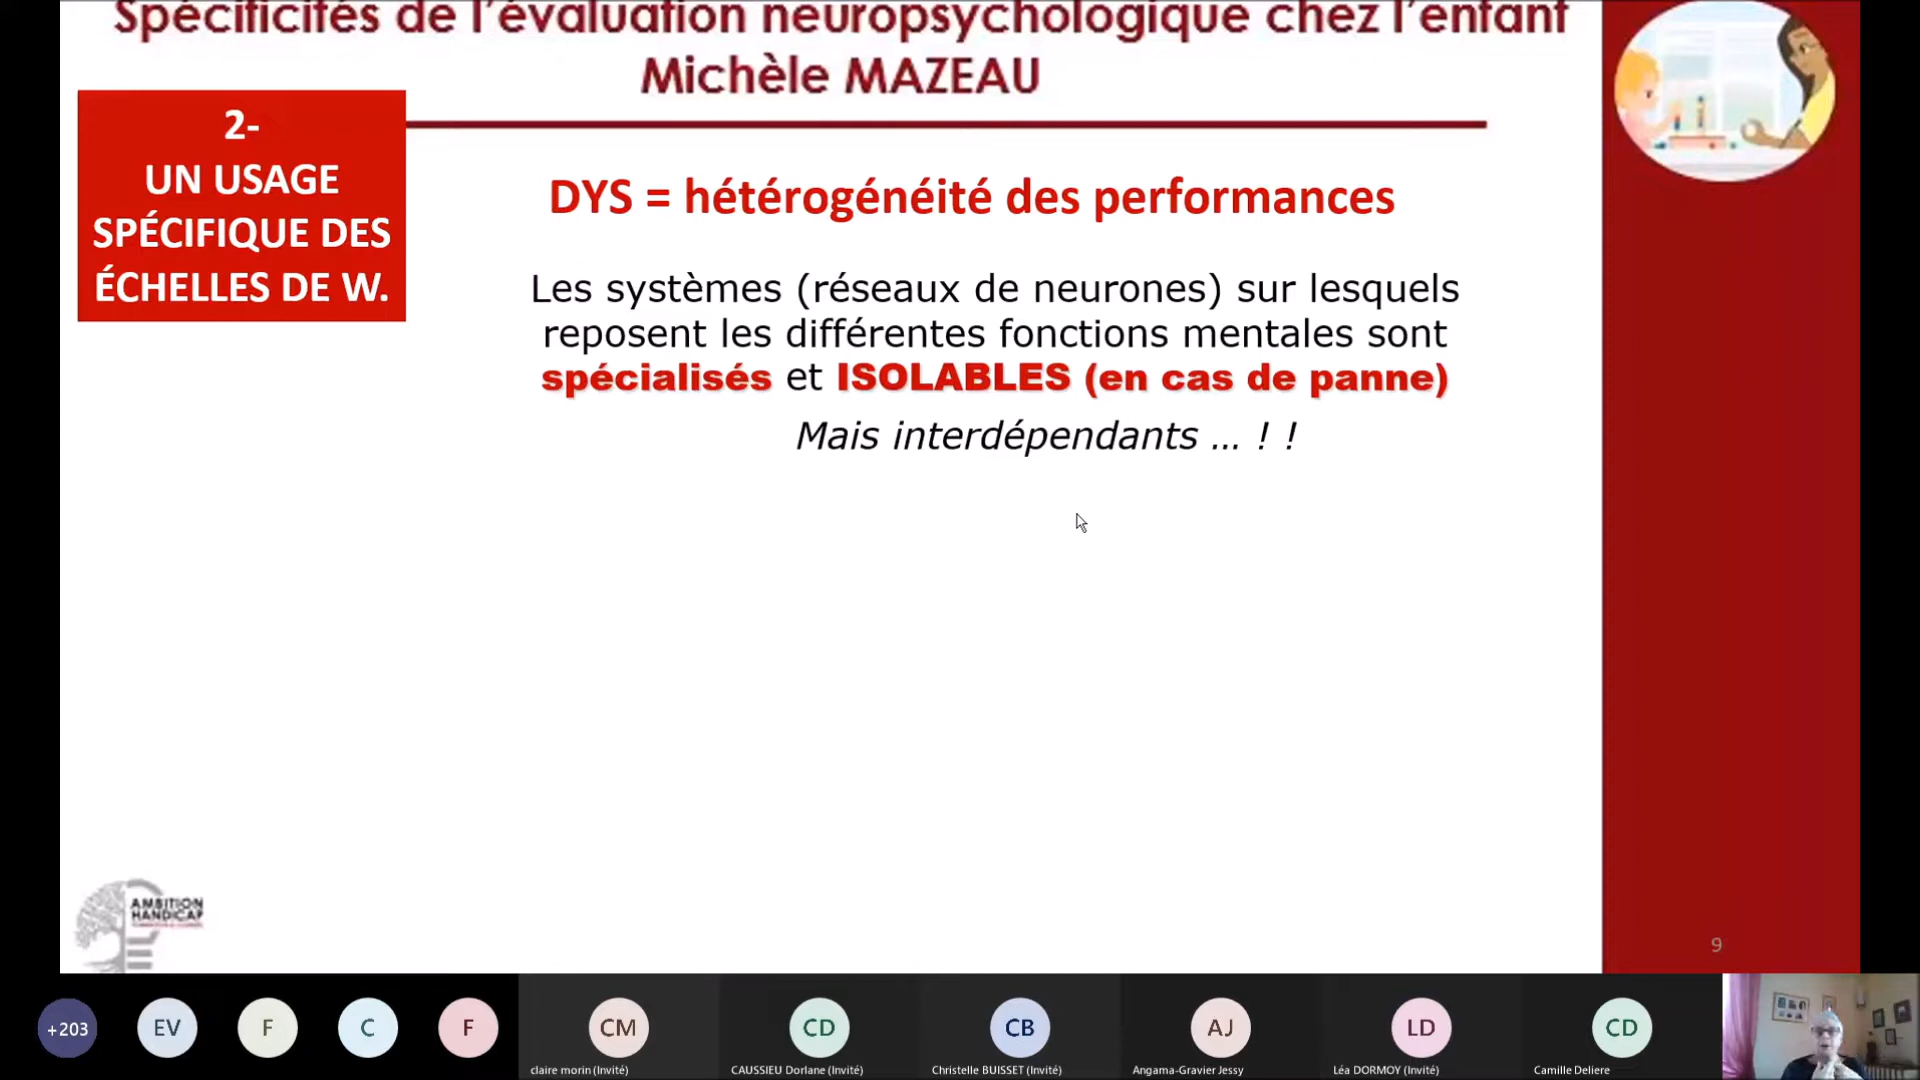 Spécificités de l'évaluation neuropsychologique chez l'enfant
Michèle MAZEAU
2-
UN USAGE
SPÉCIFIQUE DES
ÉCHELLES DE W.
DYS = hétérogénéité des performances
Les systèmes (réseaux de neurones) sur lesquels
reposent les différentes fonctions mentales sont
spécialisés et ISOLABLES (en cas de panne)
Mais interdépendants ... ! !
AMBITION
HANDICAP
9
+203
EV
F
C
F
CM
claire morin (Invité)
CD
CAUSSIEU Dorlane (Invité)
CB
Christelle BUISSET (Invité)
AJ
Angama-Gravier Jessy
LD
Léa DORMOY (Invité)
CD
Camille Deliere